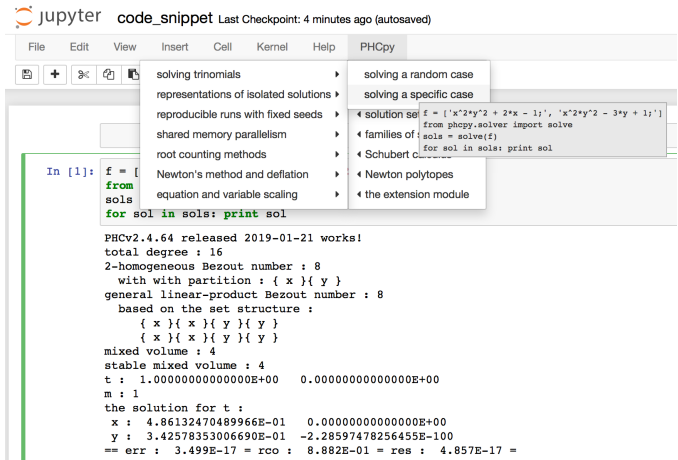 jupyter code_snippet Last Checkpoint: 4 minutes ago (autosaved)
File Edit View Insert Cell Kernel Help PHCpy
solving trinomials
representations of isolated solutions
reproducible runs with fixed seeds
shared memory parallelism
root counting methods
Newton's method and deflation
equation and variable scaling
solving a random case
solving a specific case
solution set
families of
Schubert calculus
Newton polytopes
the extension module
f = ['x^2*y^2 + 2*x - 1;', 'x^2*y^2 - 3*y + 1;']
from phcpy.solver import solve
sols = solve(f)
for sol in sols: print sol
In [1]: f = [
from
sols
for sol in sols: print sol
PHCv2.4.64 released 2019-01-21 works!
total degree : 16
2-homogeneous Bezout number : 8
with with partition : { x }{ y }
general linear-product Bezout number : 8
based on the set structure :
{ x }{ x }{ y }{ y }
{ x }{ x }{ y }{ y }
mixed volume : 4
stable mixed volume : 4
t : 1.00000000000000E+00 0.00000000000000E+00
m : 1
the solution for t :
x : 4.86132470489966E-01 0.00000000000000E+00
y : 3.42578353006690E-01 -2.28597478256455E-100
== err : 3.499E-17 = rco : 8.882E-01 = res : 4.857E-17 =